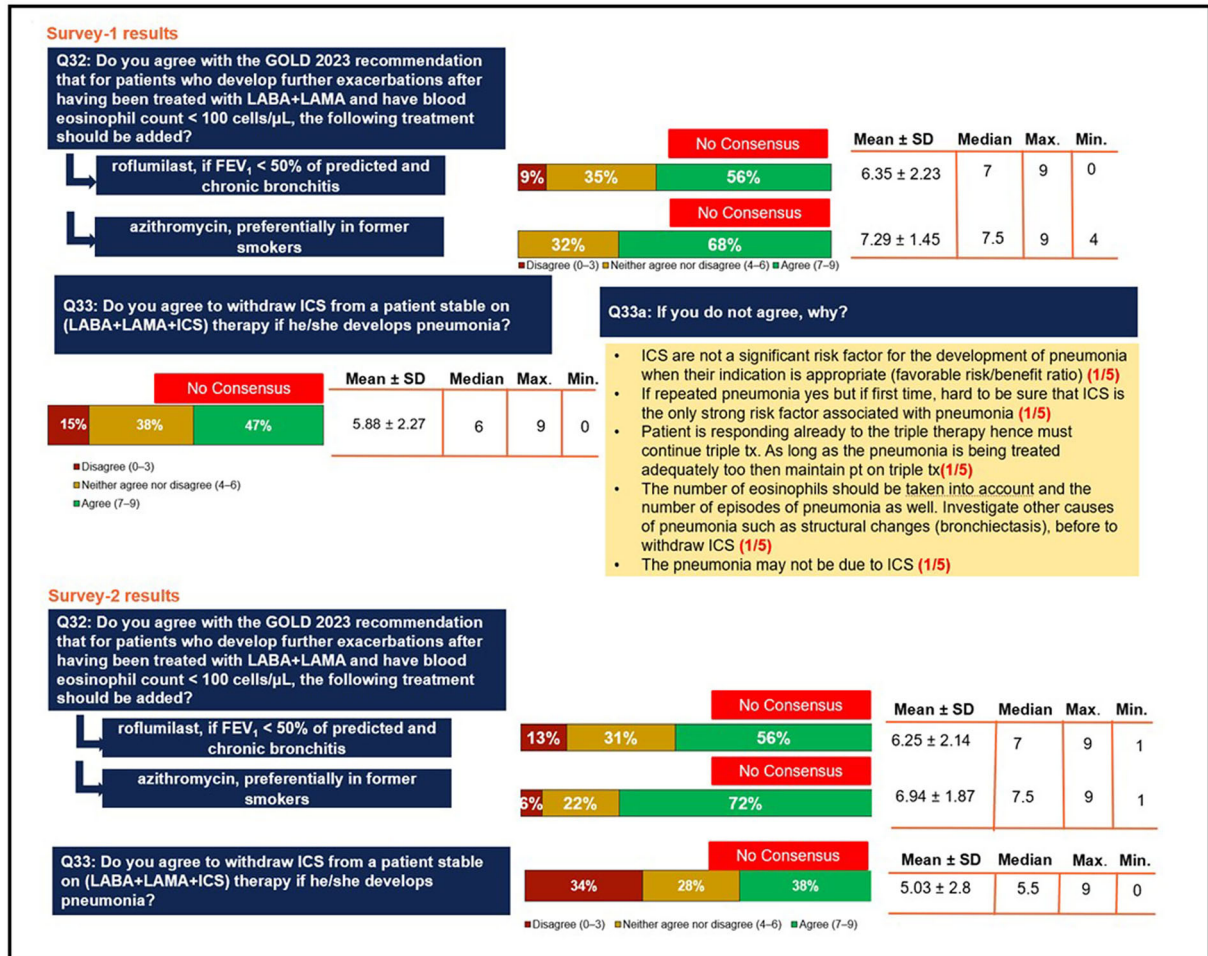 Survey-1 results
Q32: Do you agree with the GOLD 2023 recommendation
that for patients who develop further exacerbations after
having been treated with LABA+LAMA and have blood
eosinophil count < 100 cells/µL, the following treatment
should be added?
roflumilast, if FEV₁ < 50% of predicted and
chronic bronchitis
No Consensus
9% 35% 56%
Mean ± SD Median Max. Min.
6.35 ± 2.23 7 9 0
azithromycin, preferentially in former
smokers
No Consensus
32% 68%
7.29 ± 1.45 7.5 9 4
Disagree (0–3) Neither agree nor disagree (4–6) Agree (7–9)
Q33: Do you agree to withdraw ICS from a patient stable on
(LABA+LAMA+ICS) therapy if he/she develops pneumonia?
No Consensus
15% 38% 47%
Mean ± SD Median Max. Min.
5.88 ± 2.27 6 9 0
Disagree (0–3)
Neither agree nor disagree (4–6)
Agree (7–9)
Q33a: If you do not agree, why?
• ICS are not a significant risk factor for the development of pneumonia
when their indication is appropriate (favorable risk/benefit ratio) (1/5)
• If repeated pneumonia yes but if first time, hard to be sure that ICS is
the only strong risk factor associated with pneumonia (1/5)
• Patient is responding already to the triple therapy hence must
continue triple tx. As long as the pneumonia is being treated
adequately too then maintain pt on triple tx(1/5)
• The number of eosinophils should be taken into account and the
number of episodes of pneumonia as well. Investigate other causes
of pneumonia such as structural changes (bronchiectasis), before to
withdraw ICS (1/5)
• The pneumonia may not be due to ICS (1/5)
Survey-2 results
Q32: Do you agree with the GOLD 2023 recommendation
that for patients who develop further exacerbations after
having been treated with LABA+LAMA and have blood
eosinophil count < 100 cells/µL, the following treatment
should be added?
roflumilast, if FEV₁ < 50% of predicted and
chronic bronchitis
No Consensus
13% 31% 56%
Mean ± SD Median Max. Min.
6.25 ± 2.14 7 9 1
azithromycin, preferentially in former
smokers
No Consensus
6% 22% 72%
6.94 ± 1.87 7.5 9 1
Q33: Do you agree to withdraw ICS from a patient stable
on (LABA+LAMA+ICS) therapy if he/she develops
pneumonia?
No Consensus
34% 28% 38%
Mean ± SD Median Max. Min.
5.03 ± 2.8 5.5 9 0
Disagree (0–3) Neither agree nor disagree (4–6) Agree (7–9)